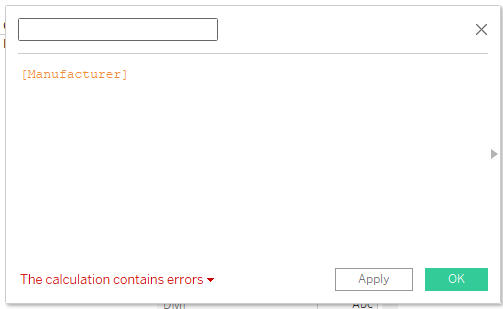 [Manufacturer]
The calculation contains errors
Apply
OK